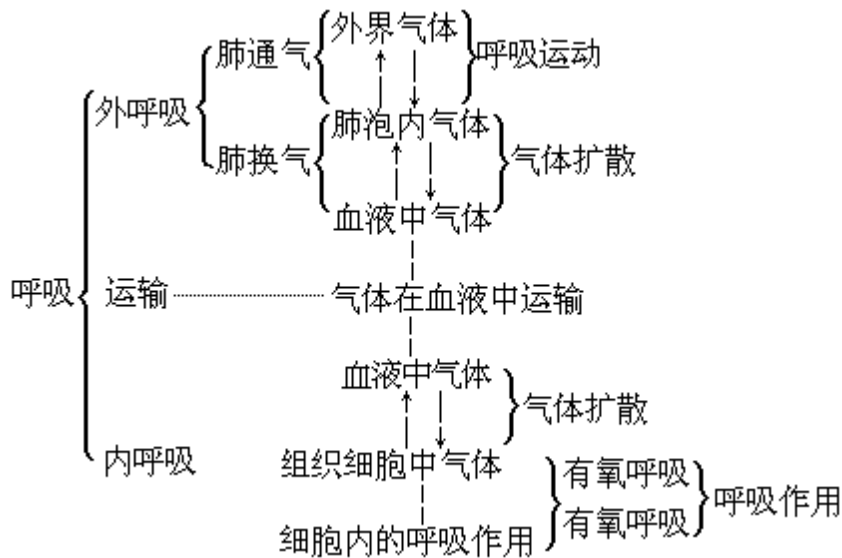 外界气体
肺通气
呼吸运动
外呼吸
肺泡内气体
肺换气
气体扩散
血液中气体
呼吸
运输
气体在血液中运输
血液中气体
气体扩散
内呼吸
组织细胞中气体
有氧呼吸
呼吸作用
有氧呼吸
细胞内的呼吸作用